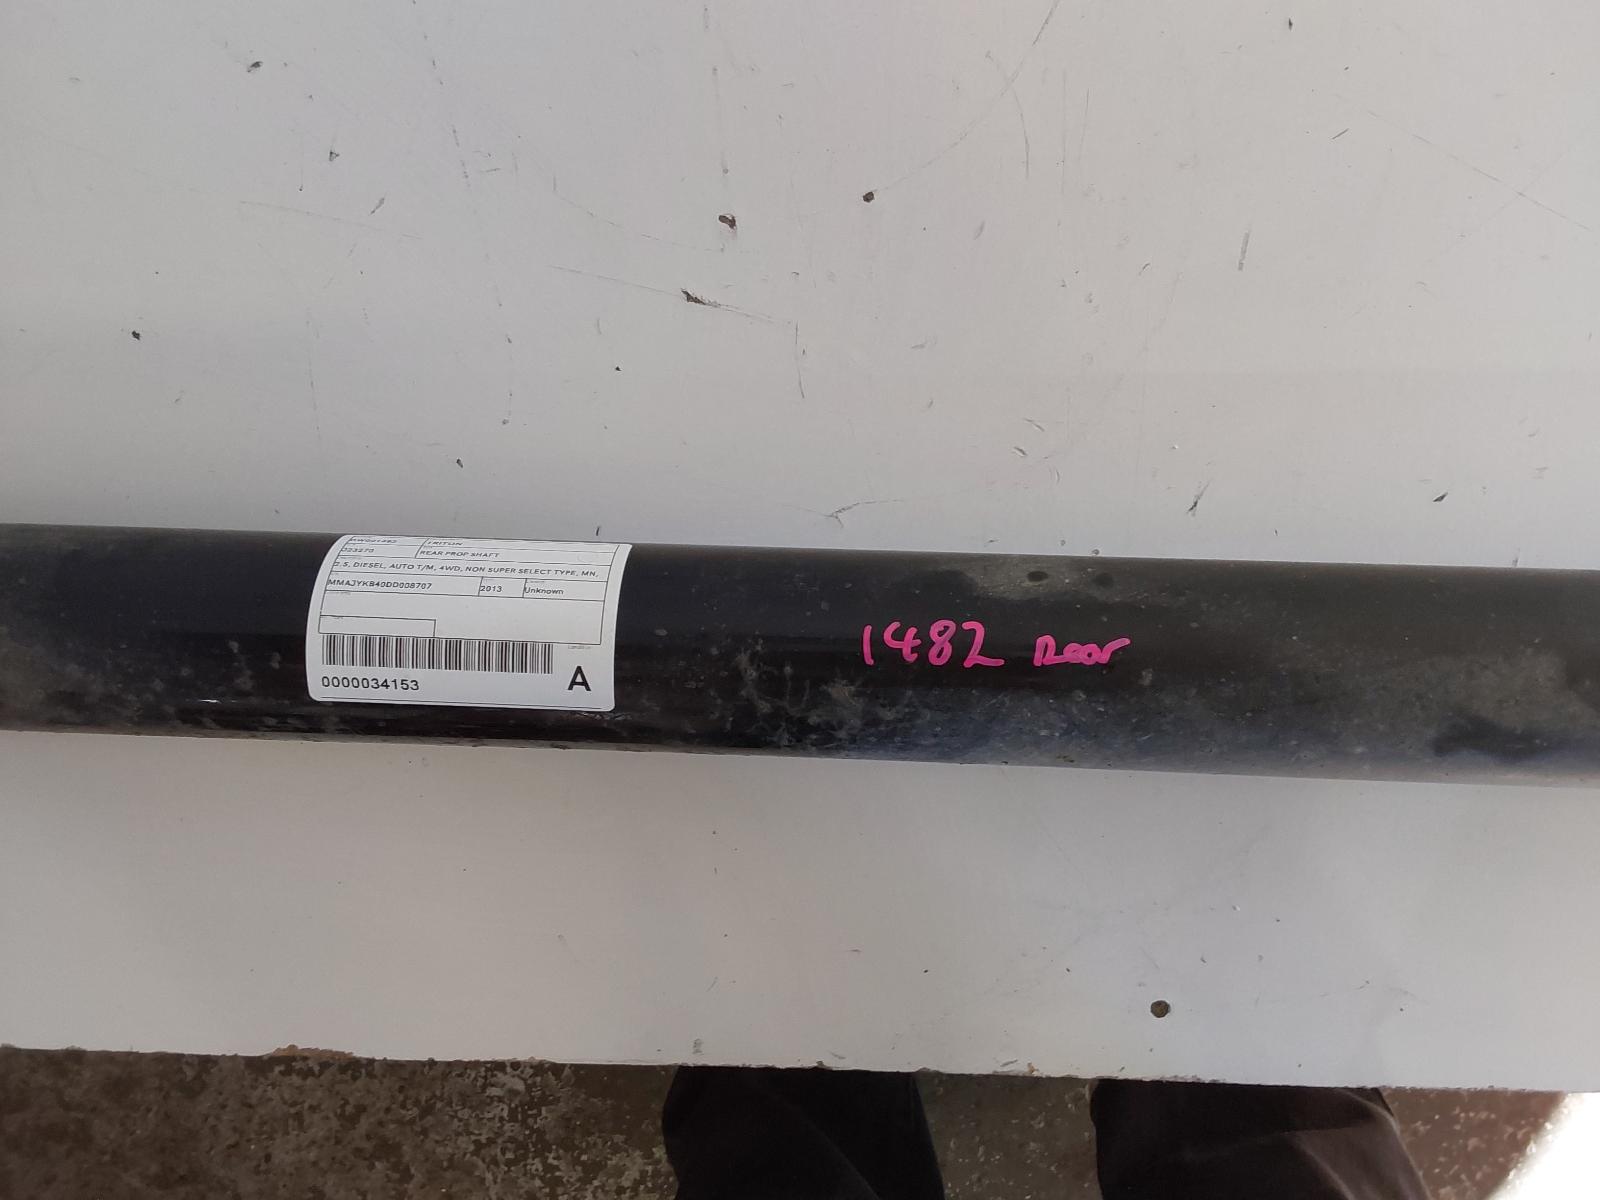 TRITON
323270 REAR PROP SHAFT
2.5, DIESEL, AUTO T/M, 4WD, NON SUPER SELECT TYPE, MN,
MMAJYKB40DD008707 2013 Unknown
0000034153 A
1482 Rear